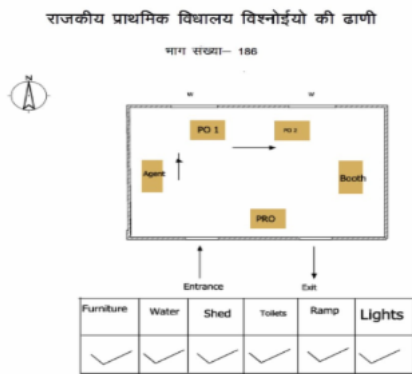 राजकीय प्राथमिक विधालय विश्नोईयो की ढाणी
भाग संख्या– 186
N
W W
PO 1 PO 2
Agent
Booth
PRO
Entrance Exit
Furniture Water Shed Toilets Ramp Lights